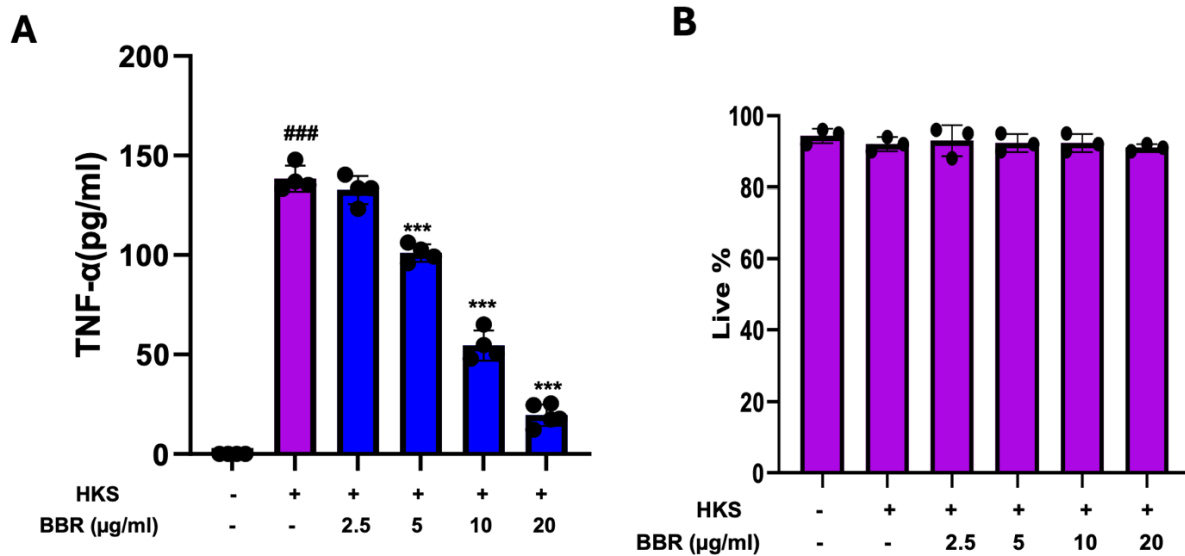 A
TNF-α(pg/ml)
200
150
100
50
0
###
***
***
***
HKS - + + + + +
BBR (µg/ml) - - 2.5 5 10 20
B
Live %
100
80
60
40
20
0
HKS - + + + + +
BBR (µg/ml) - - 2.5 5 10 20